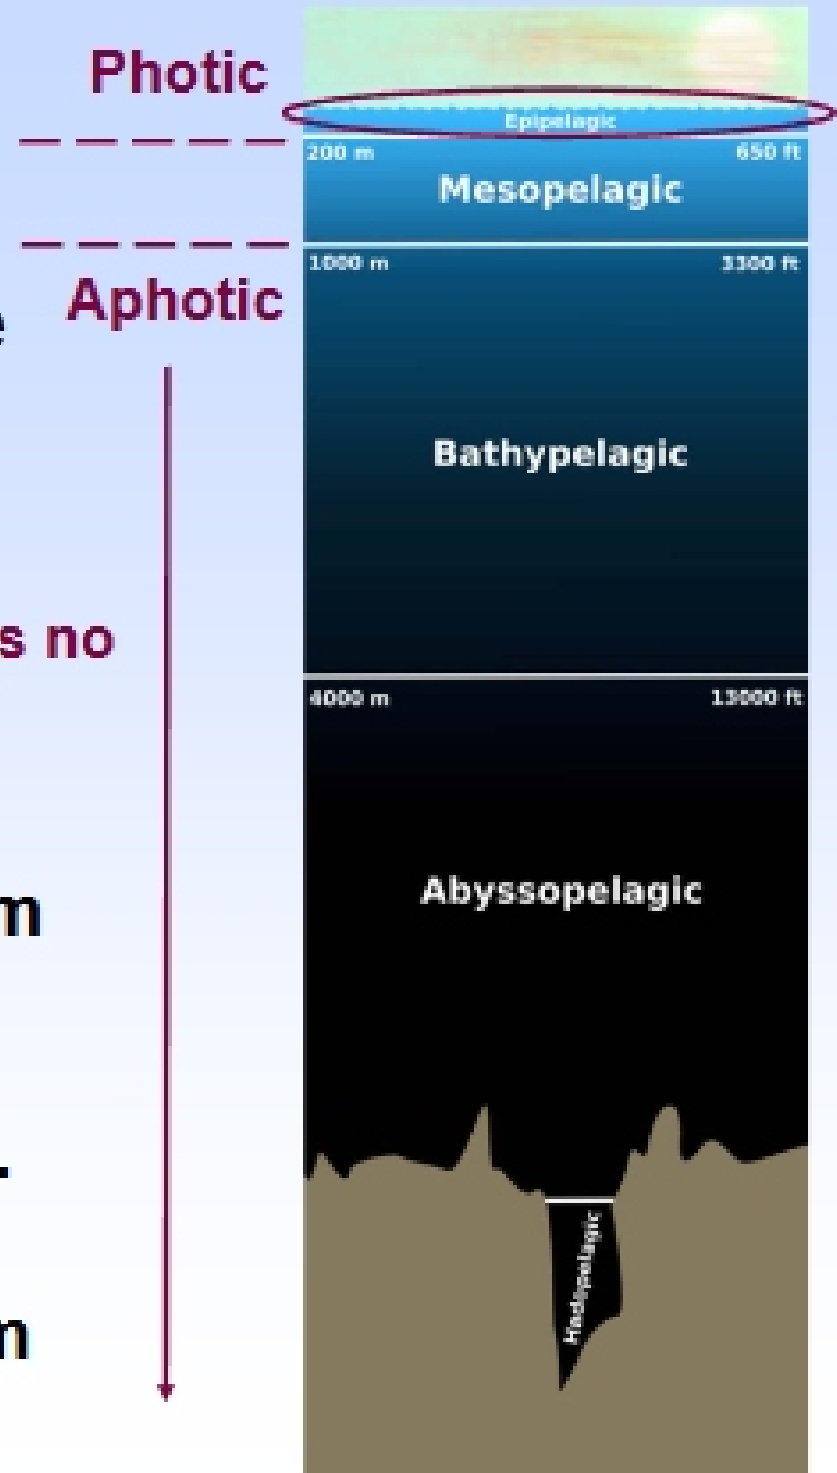 Photic
Epipelagic
200 m 650 ft
Mesopelagic
1000 m 3300 ft
Aphotic
e
Bathypelagic
s no
4000 m 13000 ft
Abyssopelagic
m
.
Hadopelagic
m